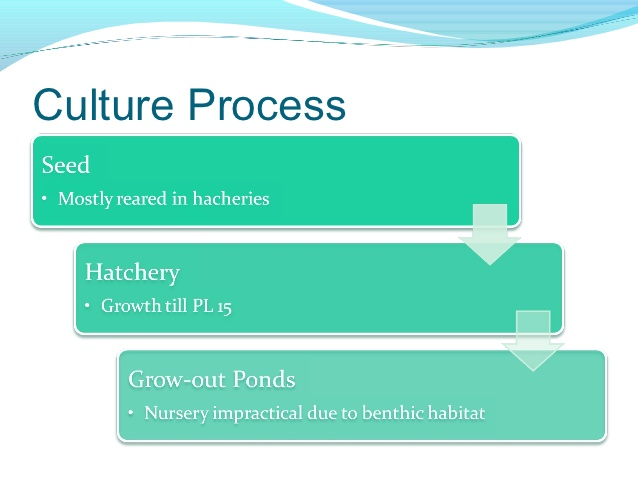 Culture Process
Seed
• Mostly reared in hacheries
Hatchery
• Growth till PL 15
Grow-out Ponds
• Nursery impractical due to benthic habitat